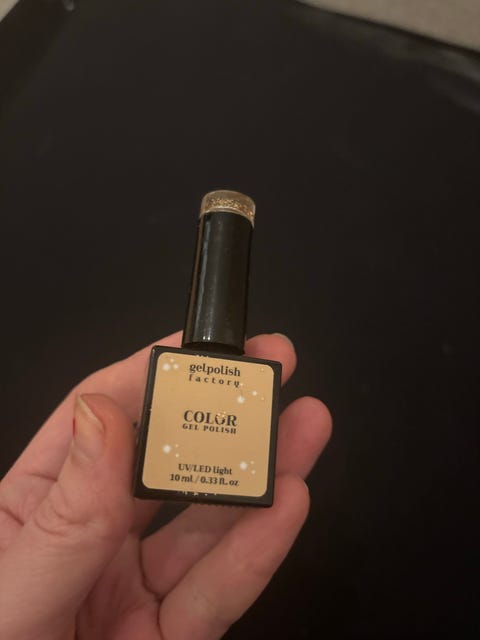 gelpolish
factory
COLOR
GEL POLISH
UV/LED light
10 ml / 0.33 fl. oz